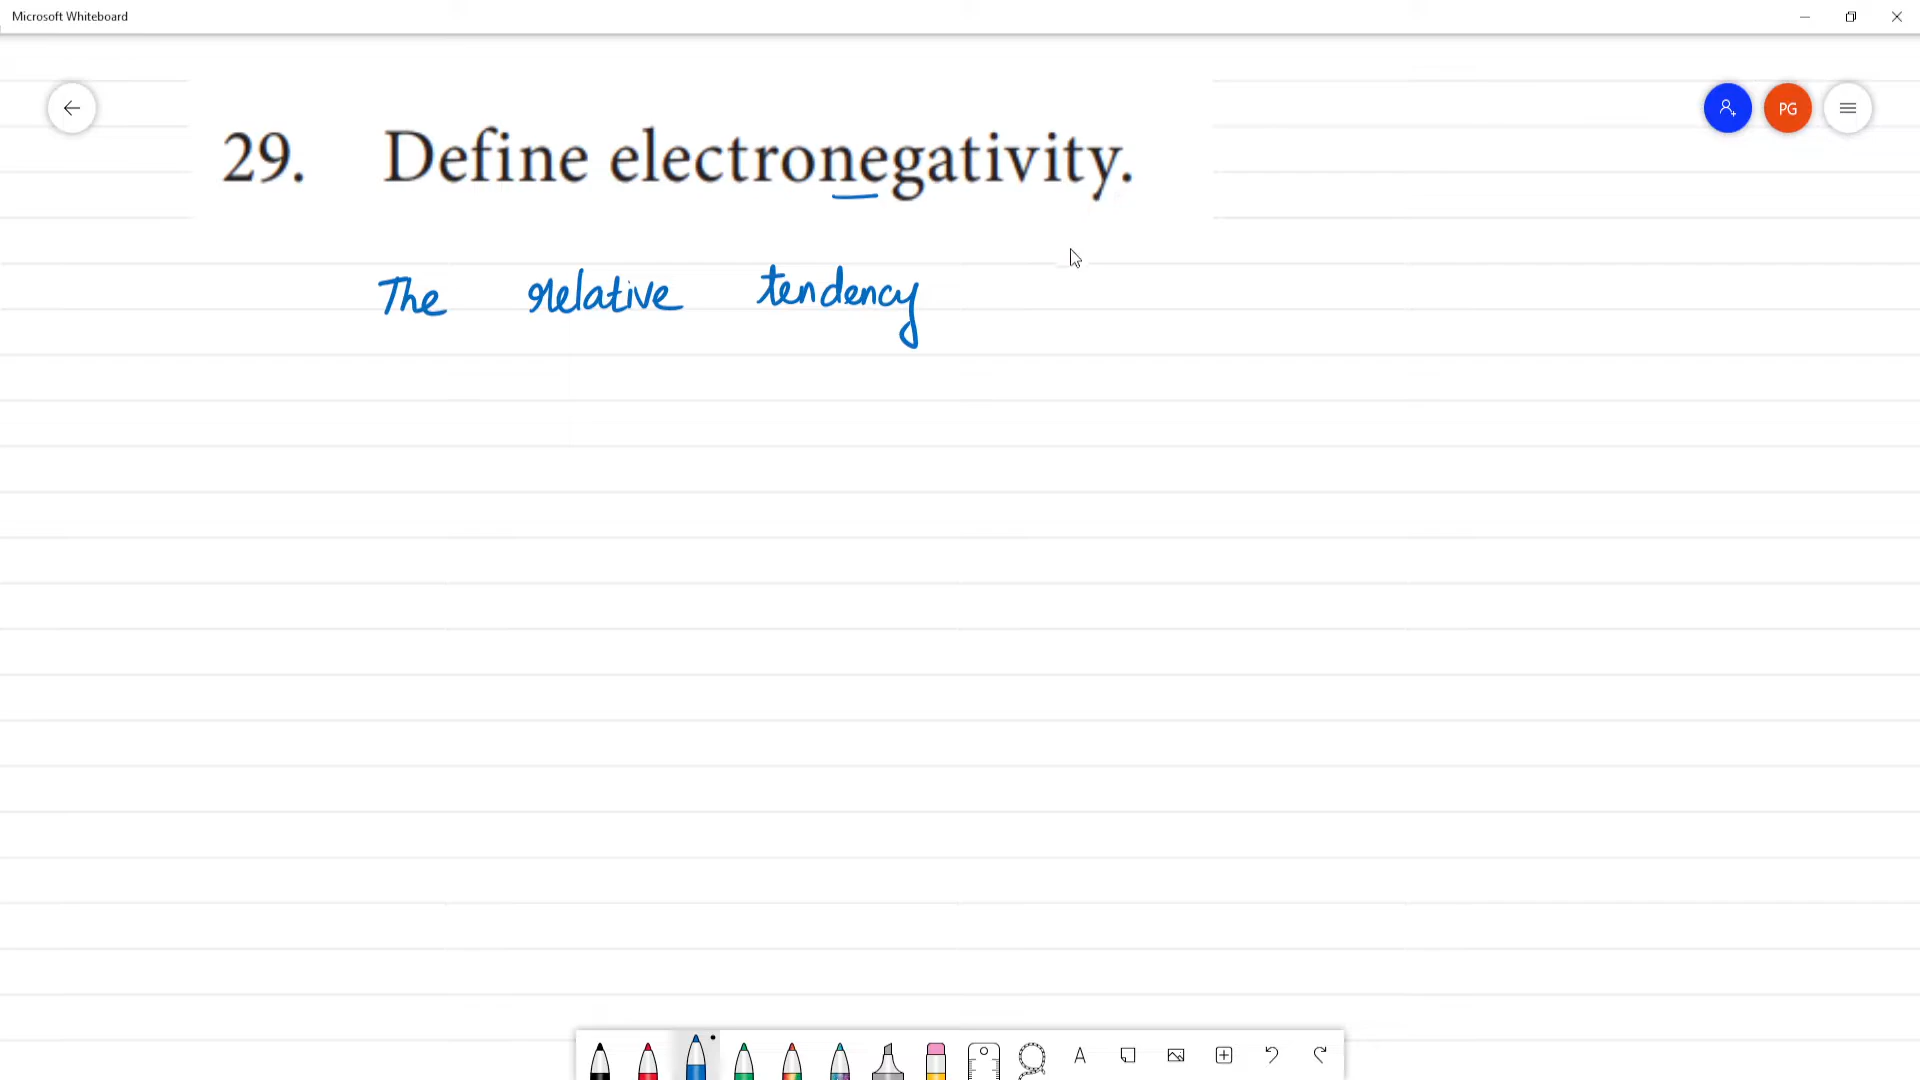 Microsoft Whiteboard
PG
29. Define electronegativity.
The relative tendency
A